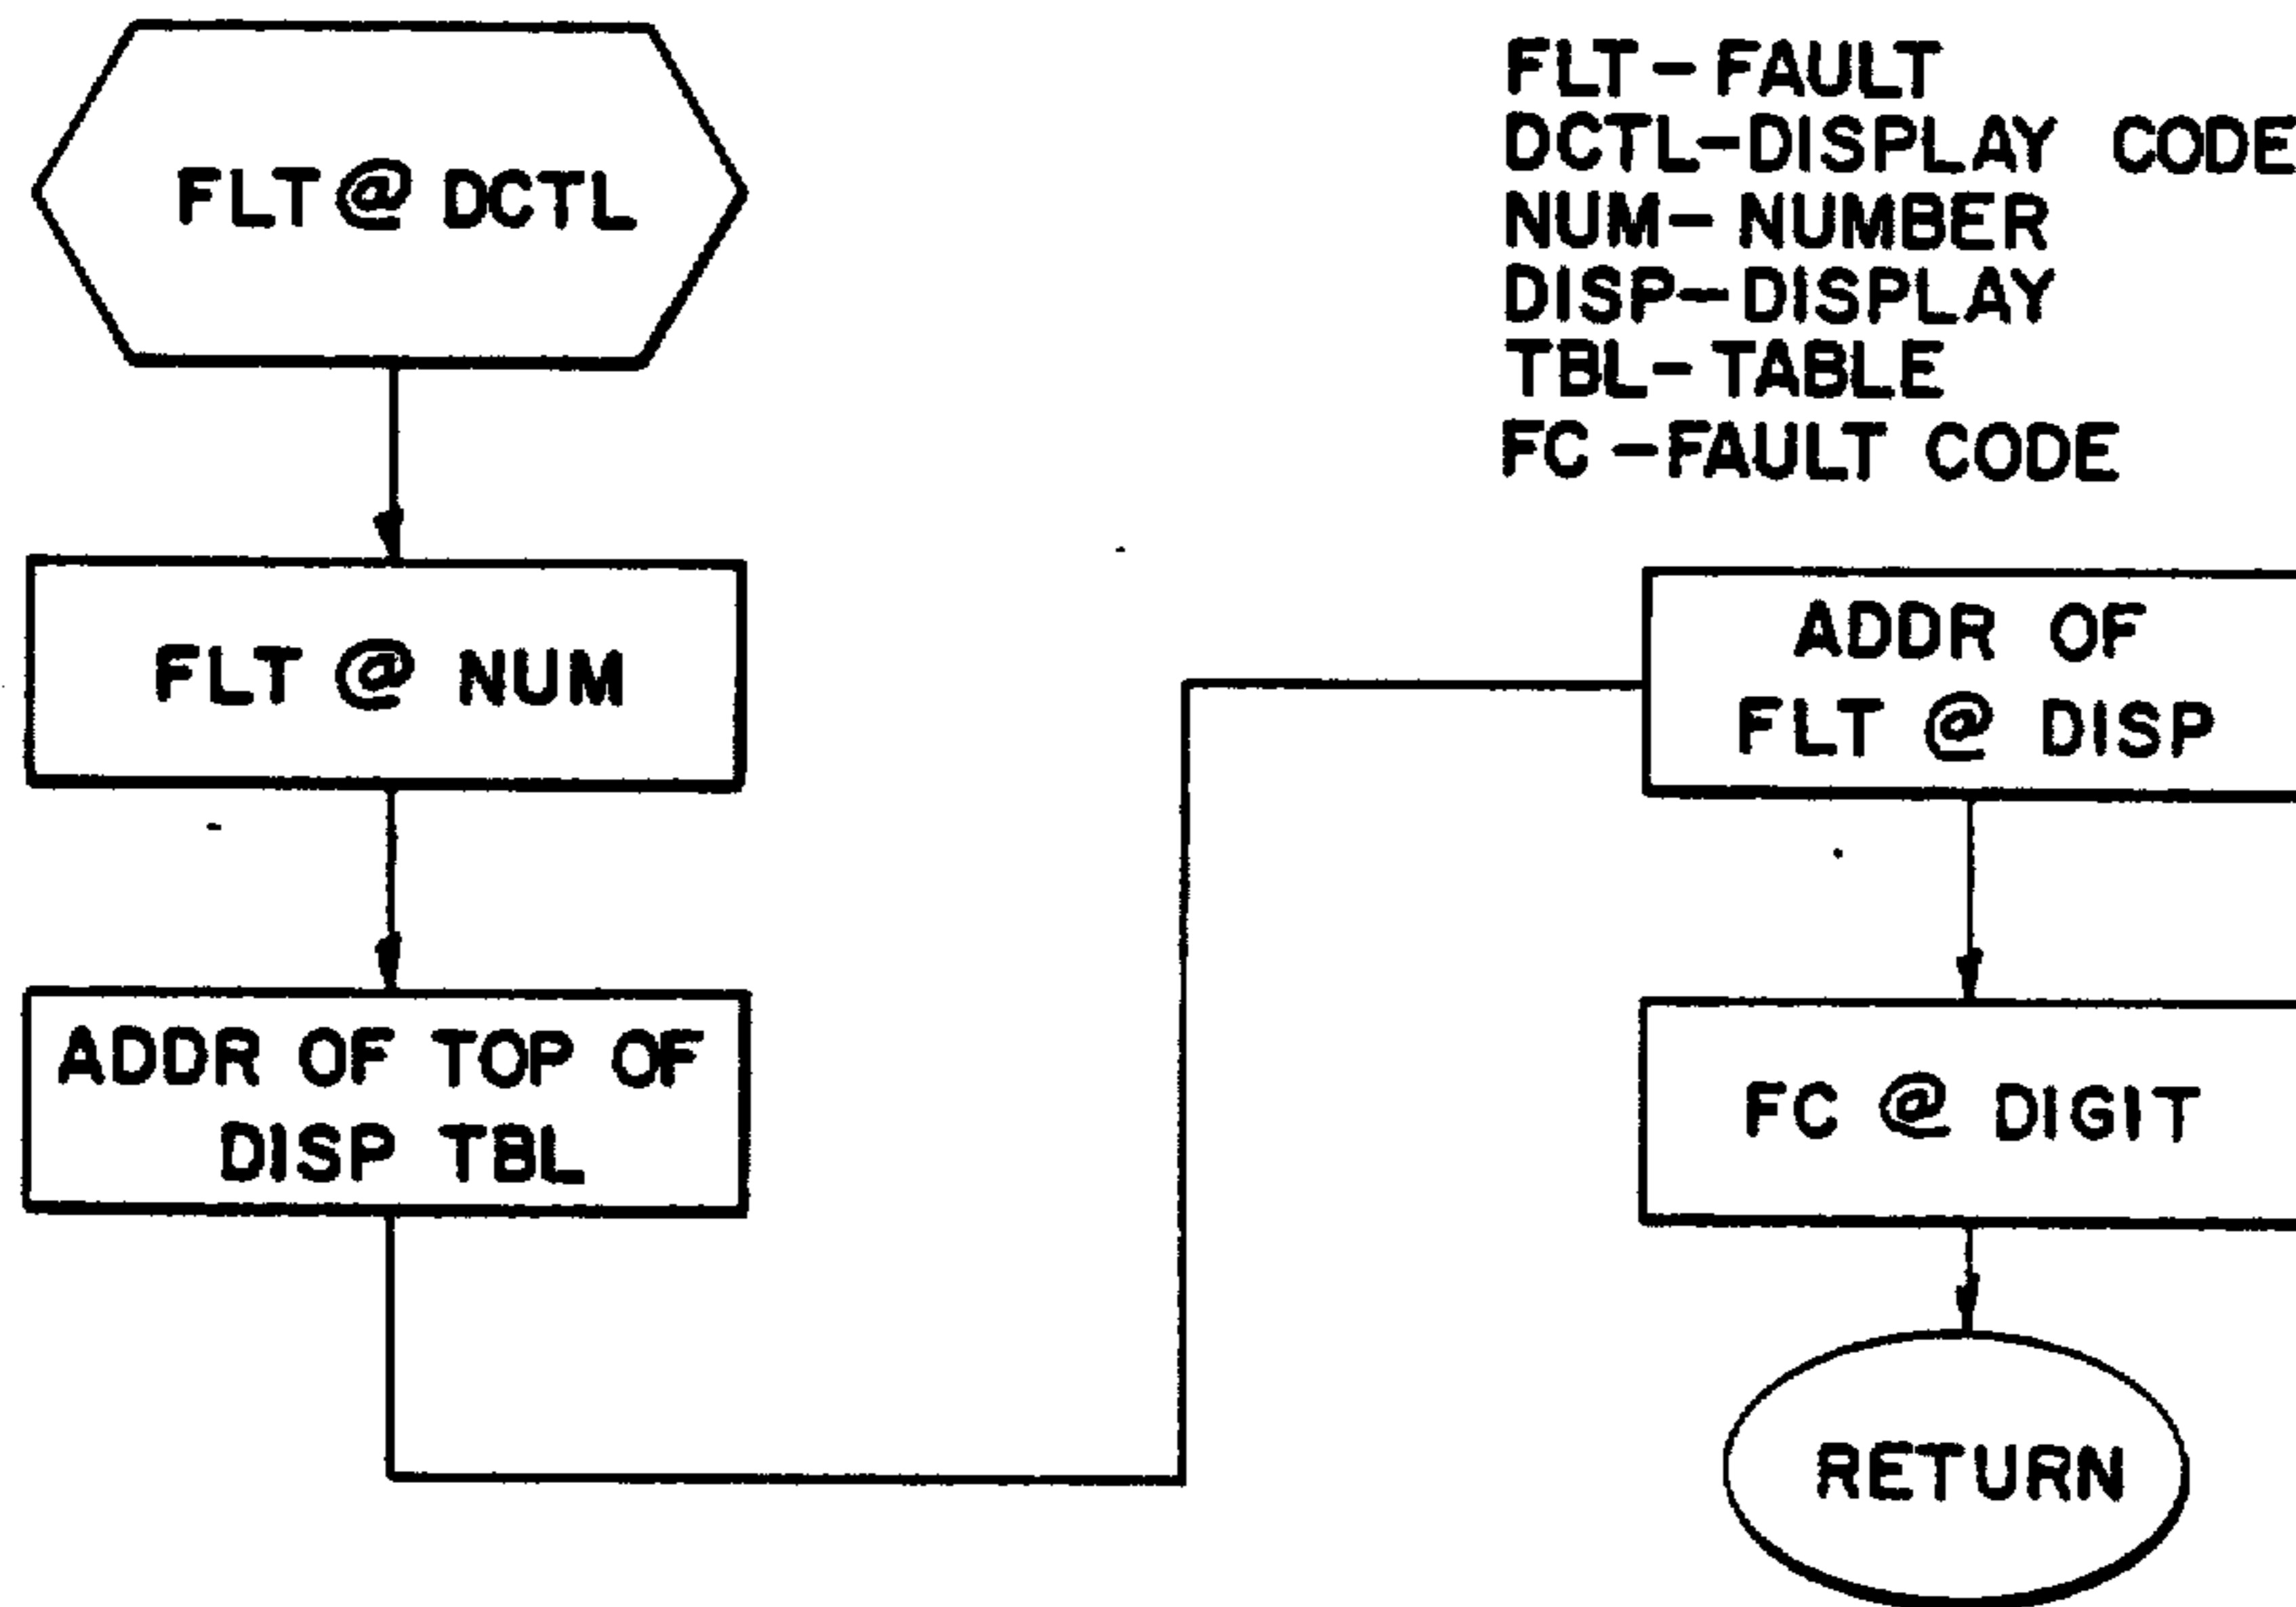 FLT @ DCTL
FLT @ NUM
ADDR OF TOP OF
DISP TBL
FLT - FAULT
DCTL-DISPLAY CODE
NUM- NUMBER
DISP-DISPLAY
TBL- TABLE
FC -FAULT CODE
ADDR OF
FLT @ DISP
FC @ DIGIT
RETURN